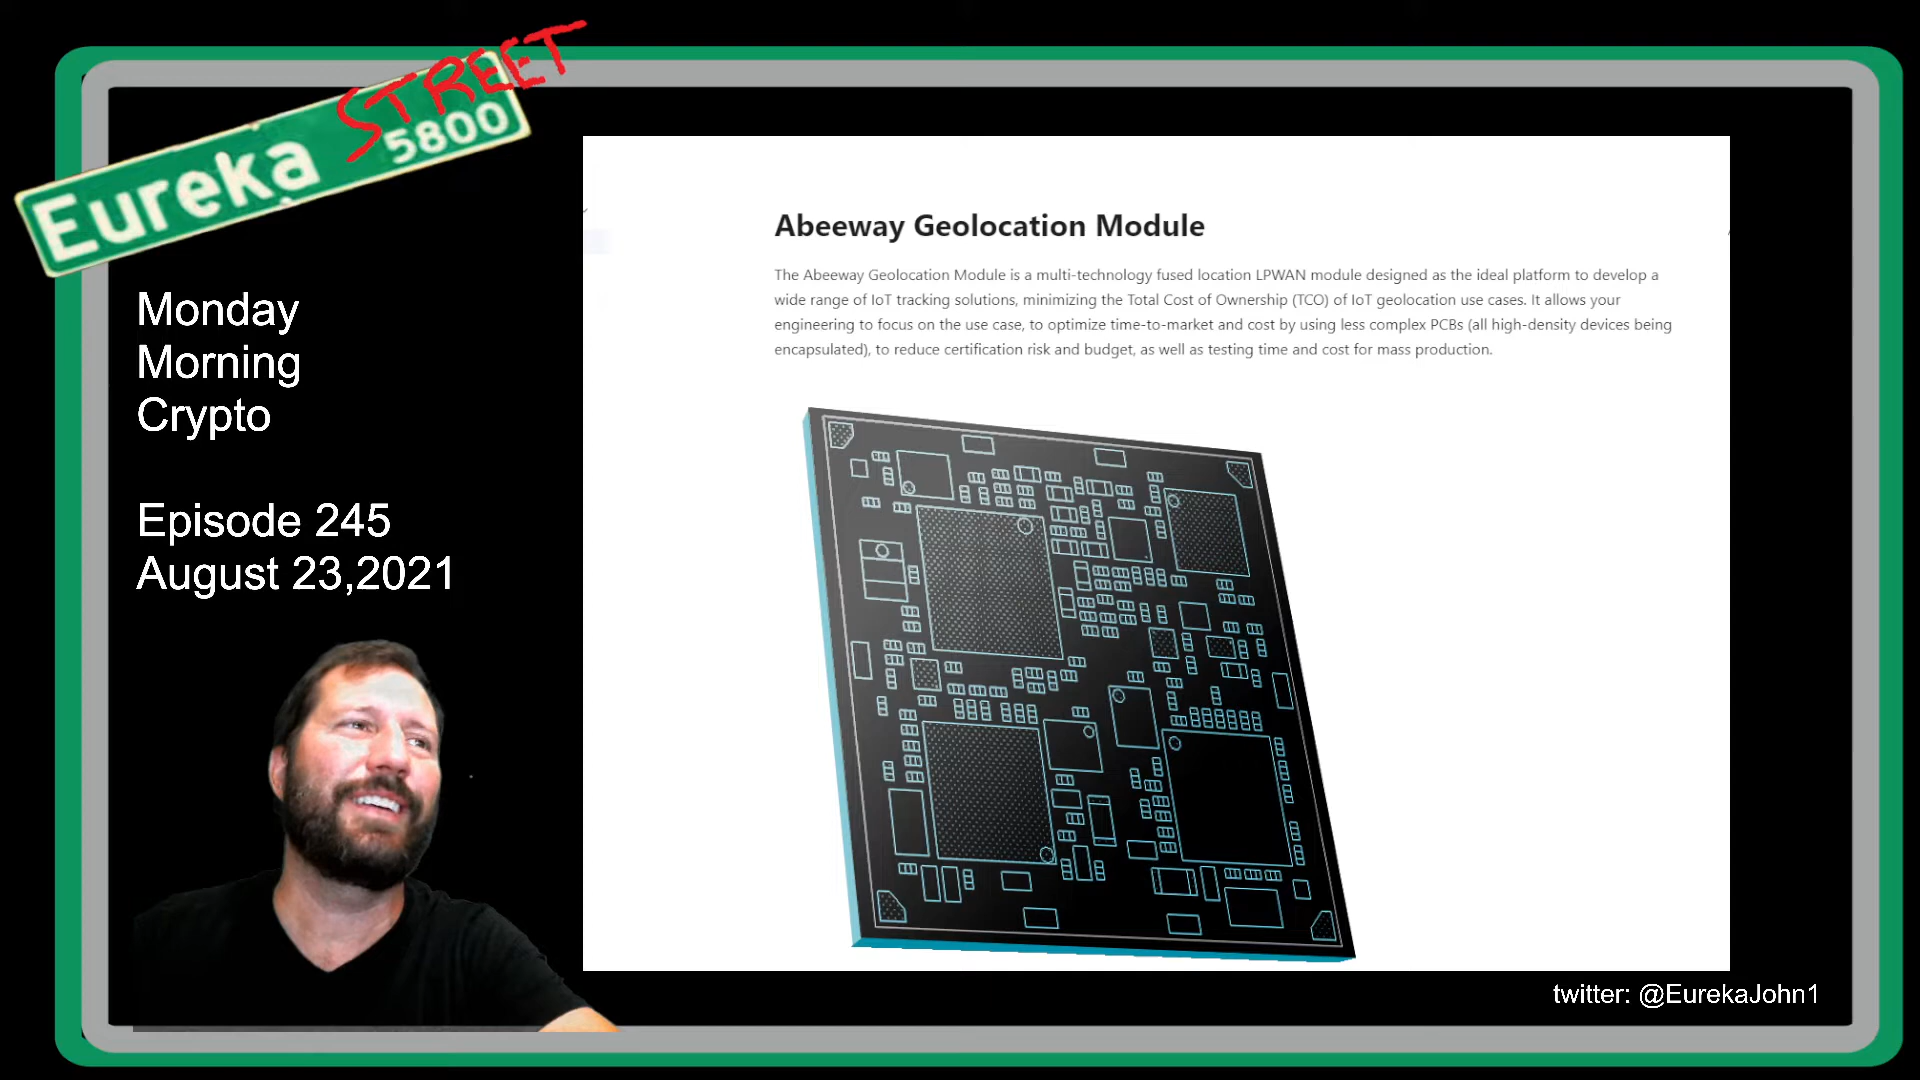 Eureka STREET
5800
Monday
Morning
Crypto
Episode 245
August 23,2021
Abeeway Geolocation Module
The Abeeway Geolocation Module is a multi-technology fused location LPWAN module designed as the ideal platform to develop a
wide range of IoT tracking solutions, minimizing the Total Cost of Ownership (TCO) of IoT geolocation use cases. It allows your
engineering to focus on the use case, to optimize time-to-market and cost by using less complex PCBs (all high-density devices being
encapsulated), to reduce certification risk and budget, as well as testing time and cost for mass production.
twitter: @EurekaJohn1